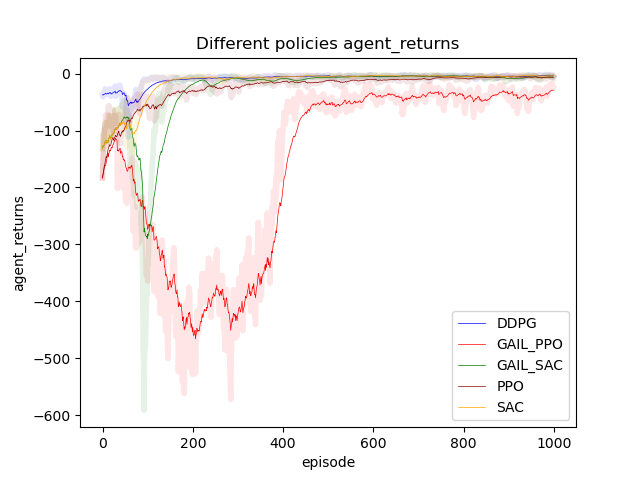 Different policies agent_returns
agent_returns
0
−100
−200
−300
−400
−500
−600
0
200
400
600
800
1000
episode
DDPG
GAIL_PPO
GAIL_SAC
PPO
SAC